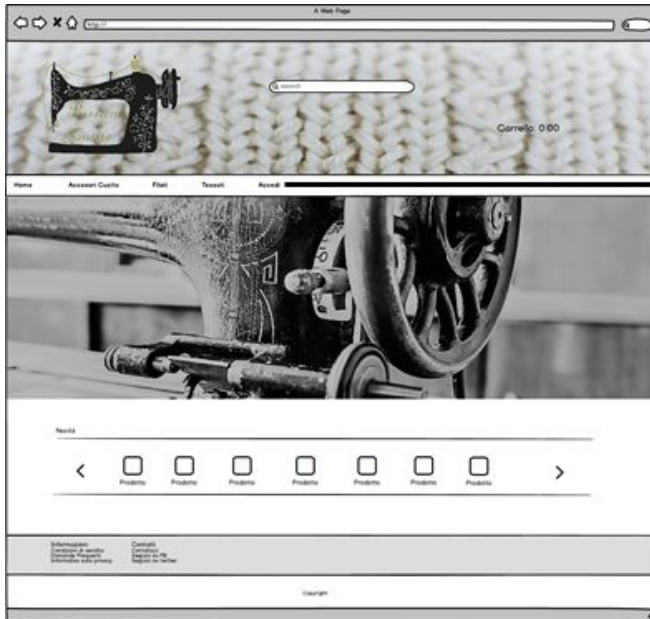 A Web Page
http://
search
Carrello 0.00
Home Accessori Cucito Filati Tessuti Accedi
Novità
Prodotto Prodotto Prodotto Prodotto Prodotto Prodotto Prodotto
Informazioni Contatti
Condizioni di vendita Contattaci
Domande Frequenti Seguici su FB
Informativa sulla privacy Seguici su twitter
Copyright